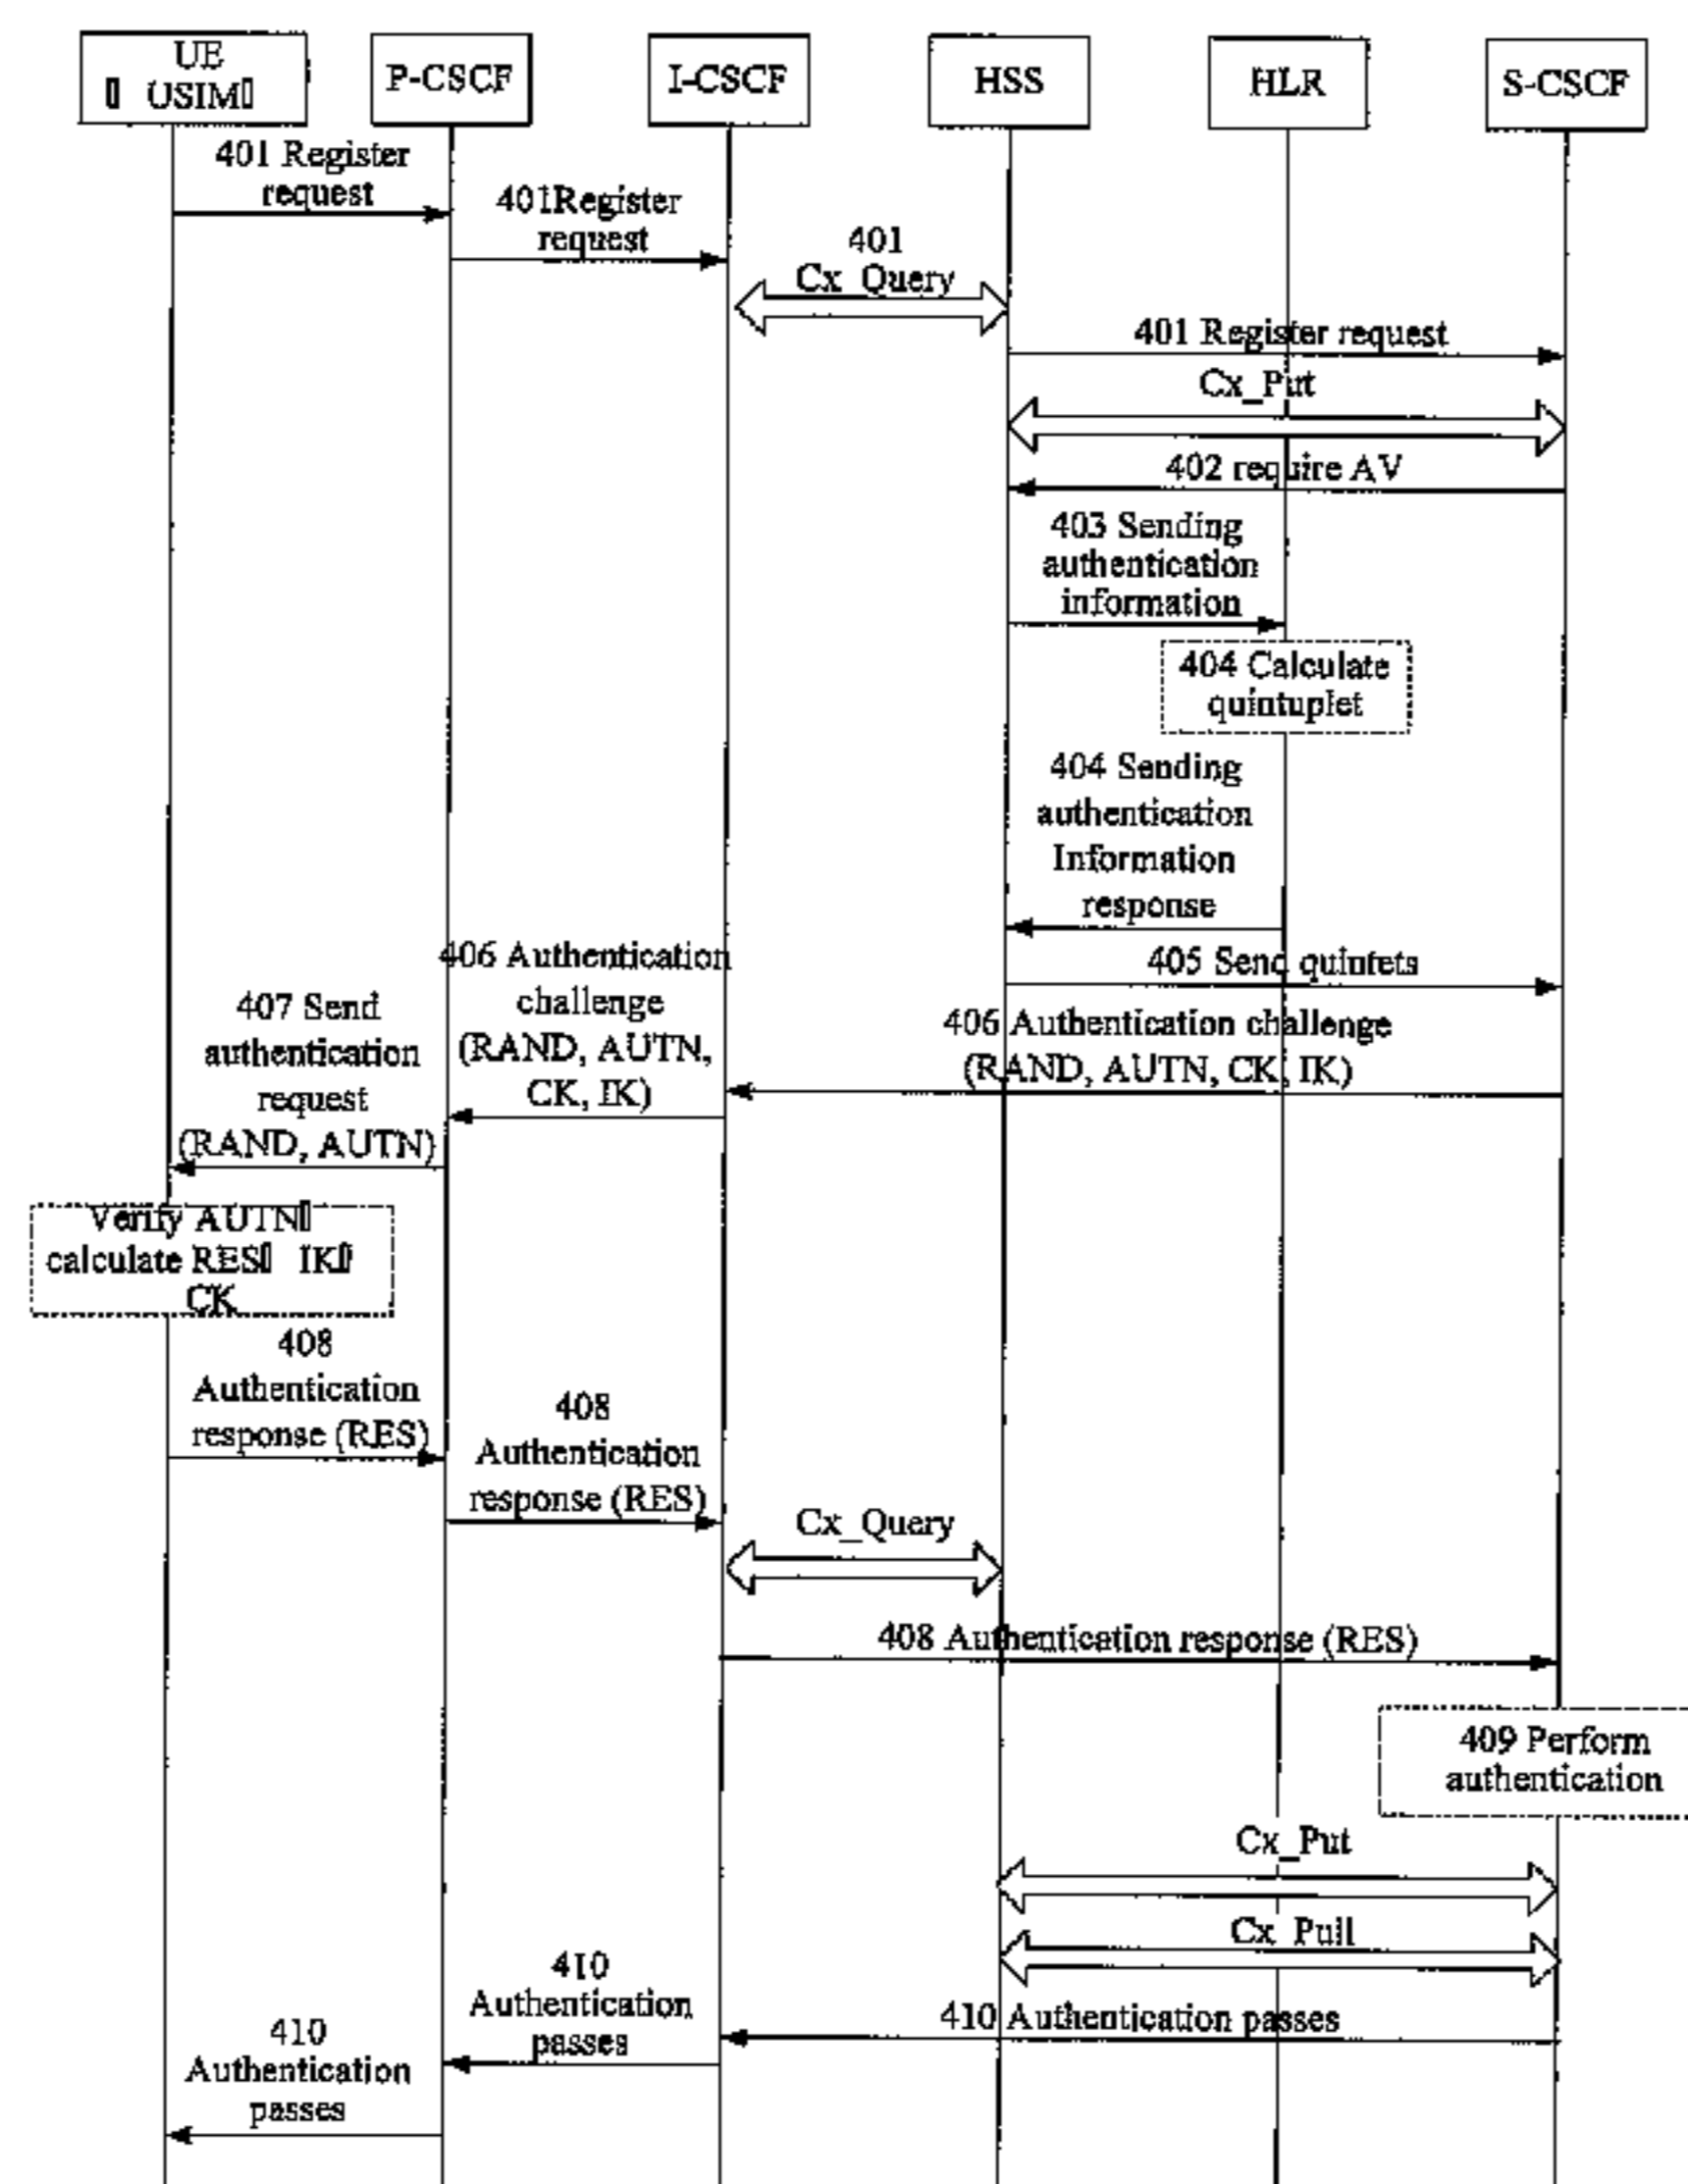 UE
USIM
P-CSCF
I-CSCF
HSS
HLR
S-CSCF
401 Register
request
401Register
request
401
Cx_Query
401 Register request
Cx_Put
402 require AV
403 Sending
authentication
information
404 Calculate
quintuplet
404 Sending
authentication
Information
response
405 Send quintets
406 Authentication
challenge
(RAND, AUTN,
CK, IK)
406 Authentication challenge
(RAND, AUTN, CK, IK)
407 Send
authentication
request
(RAND, AUTN)
Verify AUTN
calculate RES IK
CK
408
Authentication
response (RES)
408
Authentication
response (RES)
Cx_Query
408 Authentication response (RES)
409 Perform
authentication
Cx_Put
Cx_Pull
410 Authentication passes
410
Authentication
passes
410
Authentication
passes